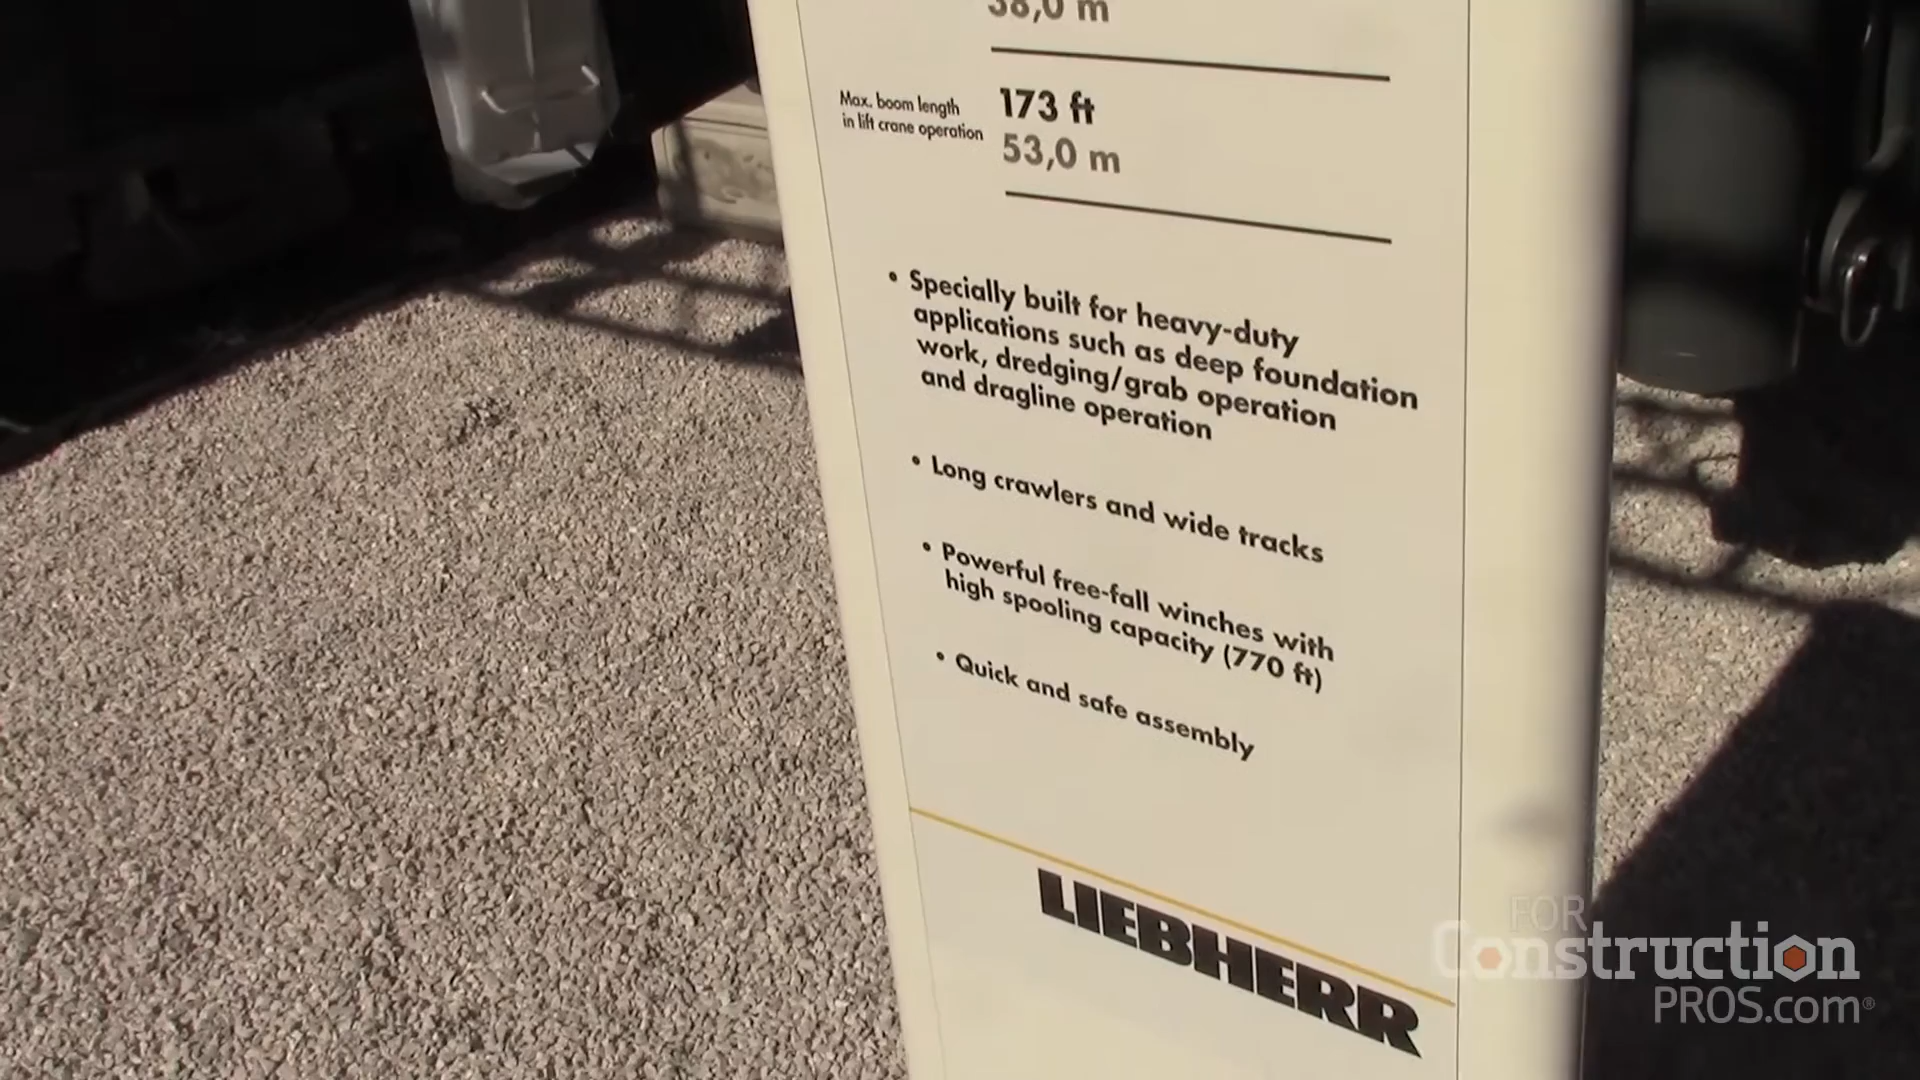 38,0 m
Max. boom length
in lift crane operation
173 ft
53,0 m
• Specially built for heavy-duty
applications such as deep foundation
work, dredging/grab operation
and dragline operation
• Long crawlers and wide tracks
• Powerful free-fall winches with
high spooling capacity (770 ft)
• Quick and safe assembly
LIEBHERR
FOR
Construction
PROS.com®